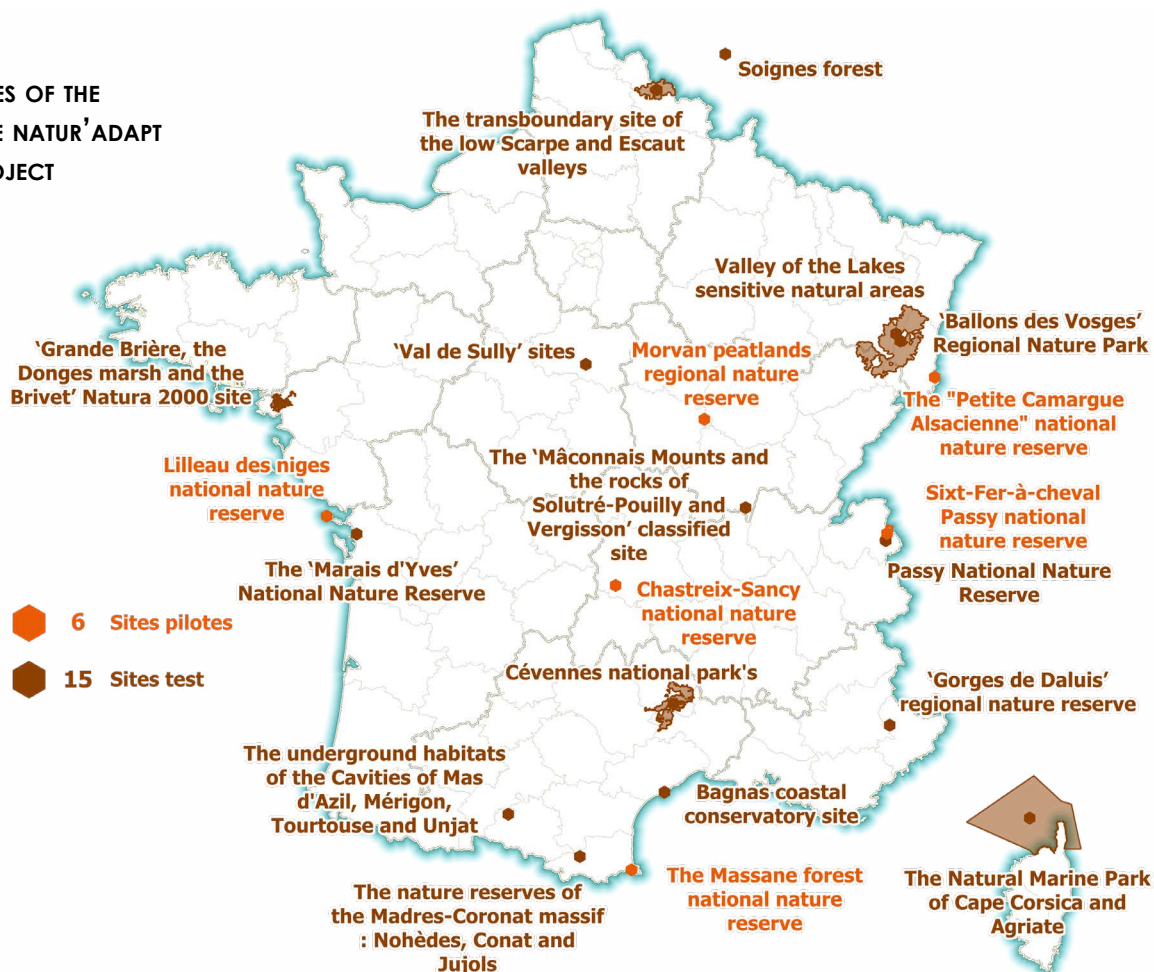 ES OF THE
E NATUR'ADAPT
OJECT
Soignes forest
The transboundary site of
the low Scarpe and Escaut
valleys
Valley of the Lakes
sensitive natural areas
'Ballons des Vosges'
Regional Nature Park
'Grande Brière, the
Donges marsh and the
Brivet' Natura 2000 site
'Val de Sully' sites
Morvan peatlands
regional nature
reserve
The "Petite Camargue
Alsacienne" national
nature reserve
Lilleau des niges
national nature
reserve
The 'Mâconnais Mounts and
the rocks of
Solutré-Pouilly and
Vergisson' classified
site
Sixt-Fer-à-cheval
Passy national
nature reserve
Passy National Nature
Reserve
The 'Marais d'Yves'
National Nature Reserve
Chastreix-Sancy
national nature
reserve
6 Sites pilotes
15 Sites test
Cévennes national park's
'Gorges de Daluis'
regional nature reserve
The underground habitats
of the Cavities of Mas
d'Azil, Mérigon,
Tourtouse and Unjat
Bagnas coastal
conservatory site
The Massane forest
national nature
reserve
The nature reserves of
the Madres-Coronat massif
: Nohèdes, Conat and
Jujols
The Natural Marine Park
of Cape Corsica and
Agriate